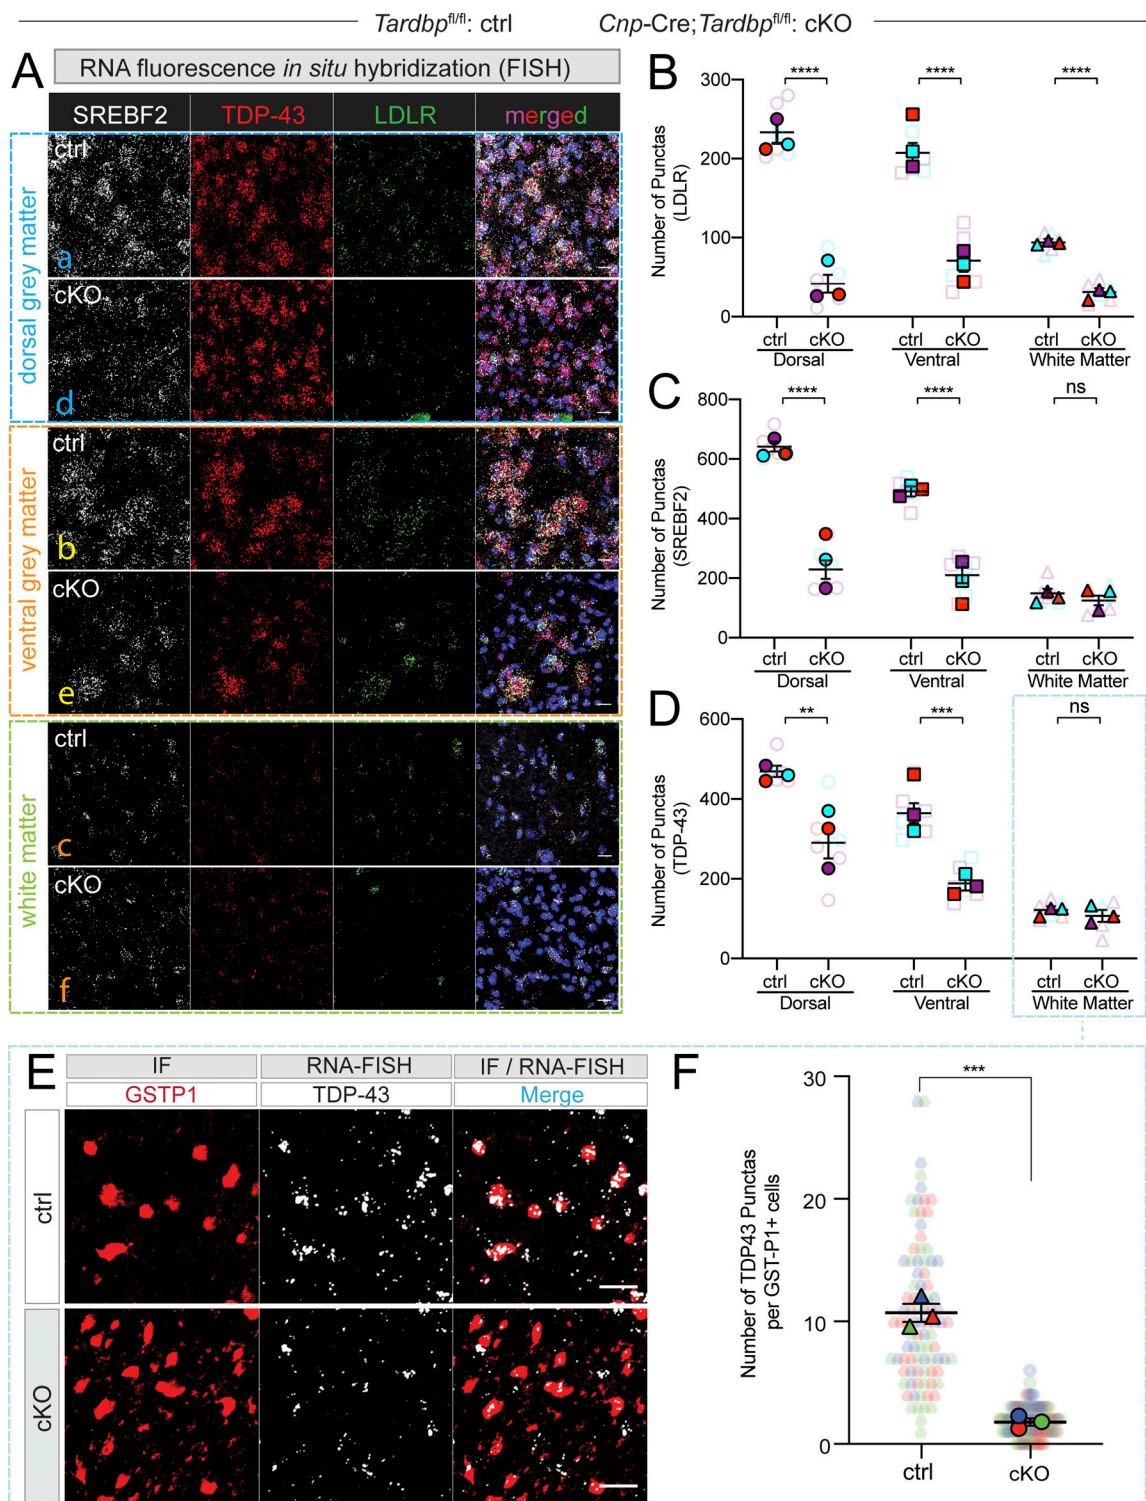 Tardbpfl/fl: ctrl Cnp-Cre;Tardbpfl/fl: cKO
A
RNA fluorescence in situ hybridization (FISH)
SREBF2 TDP-43 LDLR merged
dorsal grey matter
ctrl
a
cKO
d
ventral grey matter
ctrl
b
cKO
e
white matter
ctrl
c
cKO
f
B
Number of Punctas
(LDLR)
300
200
100
0
**** **** ****
ctrl cKO ctrl cKO ctrl cKO
Dorsal Ventral White Matter
C
Number of Punctas
(SREBF2)
800
600
400
200
0
**** **** ns
ctrl cKO ctrl cKO ctrl cKO
Dorsal Ventral White Matter
D
Number of Punctas
(TDP-43)
600
400
200
0
** *** ns
ctrl cKO ctrl cKO ctrl cKO
Dorsal Ventral White Matter
E
IF RNA-FISH IF / RNA-FISH
GSTP1 TDP-43 Merge
ctrl
cKO
F
Number of TDP43 Punctas
per GST-P1+ cells
30
20
10
0
***
ctrl cKO